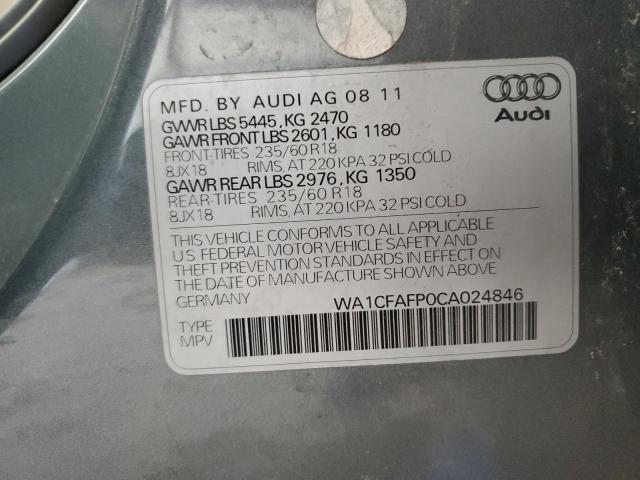 MFD. BY AUDI AG 08 11
GVWR LBS 5445, KG 2470
GAWR FRONT LBS 2601, KG 1180
FRONT-TIRES 235/60 R18
8JX18 RIMS, AT 220 KPA 32 PSI COLD
GAWR REAR LBS 2976, KG 1350
REAR-TIRES 235/60 R18
8JX18 RIMS, AT 220 KPA 32 PSI COLD
THIS VEHICLE CONFORMS TO ALL APPLICABLE
US FEDERAL MOTOR VEHICLE SAFETY AND
THEFT PREVENTION STANDARDS IN EFFECT ON
THE DATE OF MANUFACTURE SHOWN ABOVE
GERMANY WA1CFAFP0CA024846
TYPE
MPV
Audi